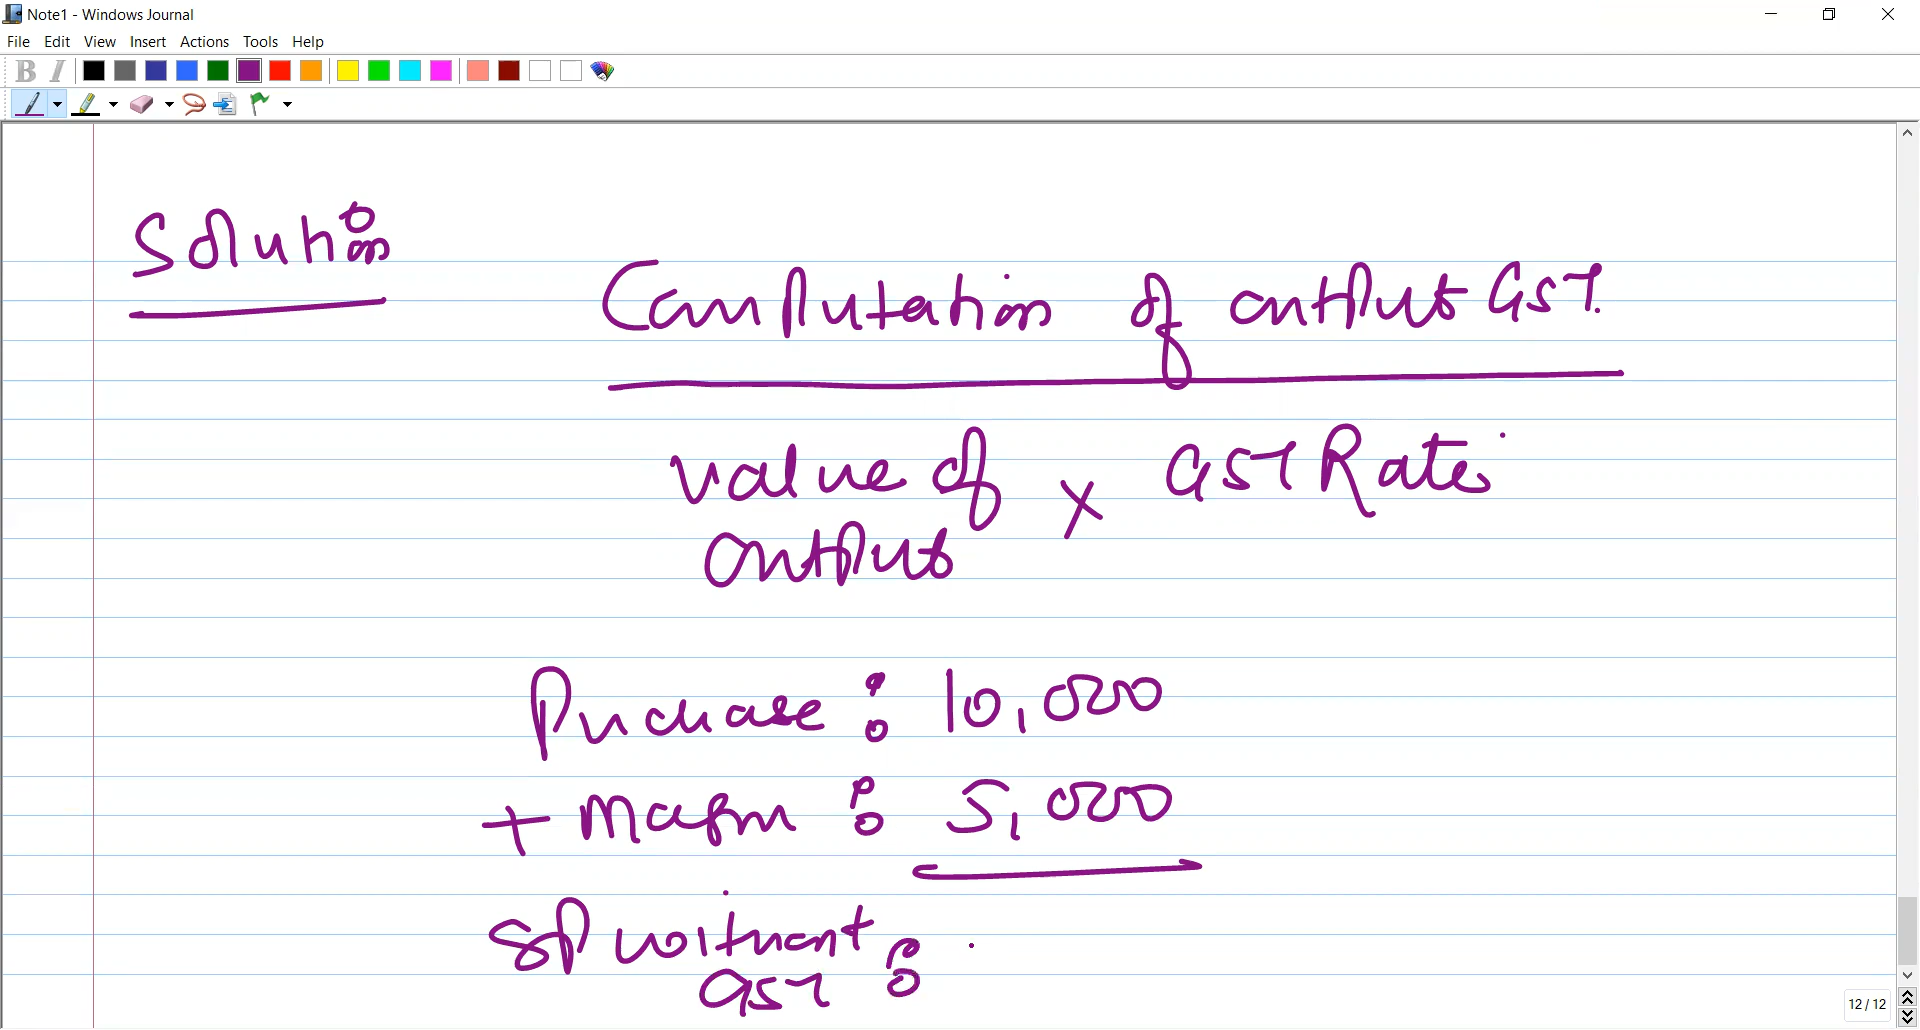 Note1 - Windows Journal
File Edit View Insert Actions Tools Help
B I
Solution
Computation of output GST.
value of output × GST Rate
Purchase : 10,000
+ Margin : 5,000
SP without GST :
12 / 12